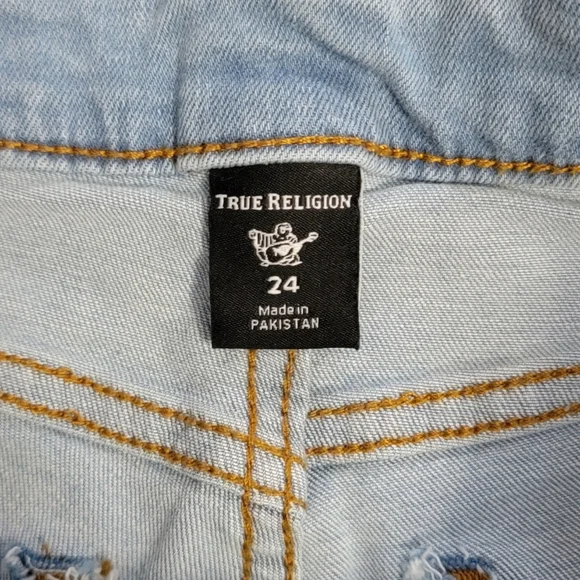 TRUE RELIGION
24
Made in
PAKISTAN